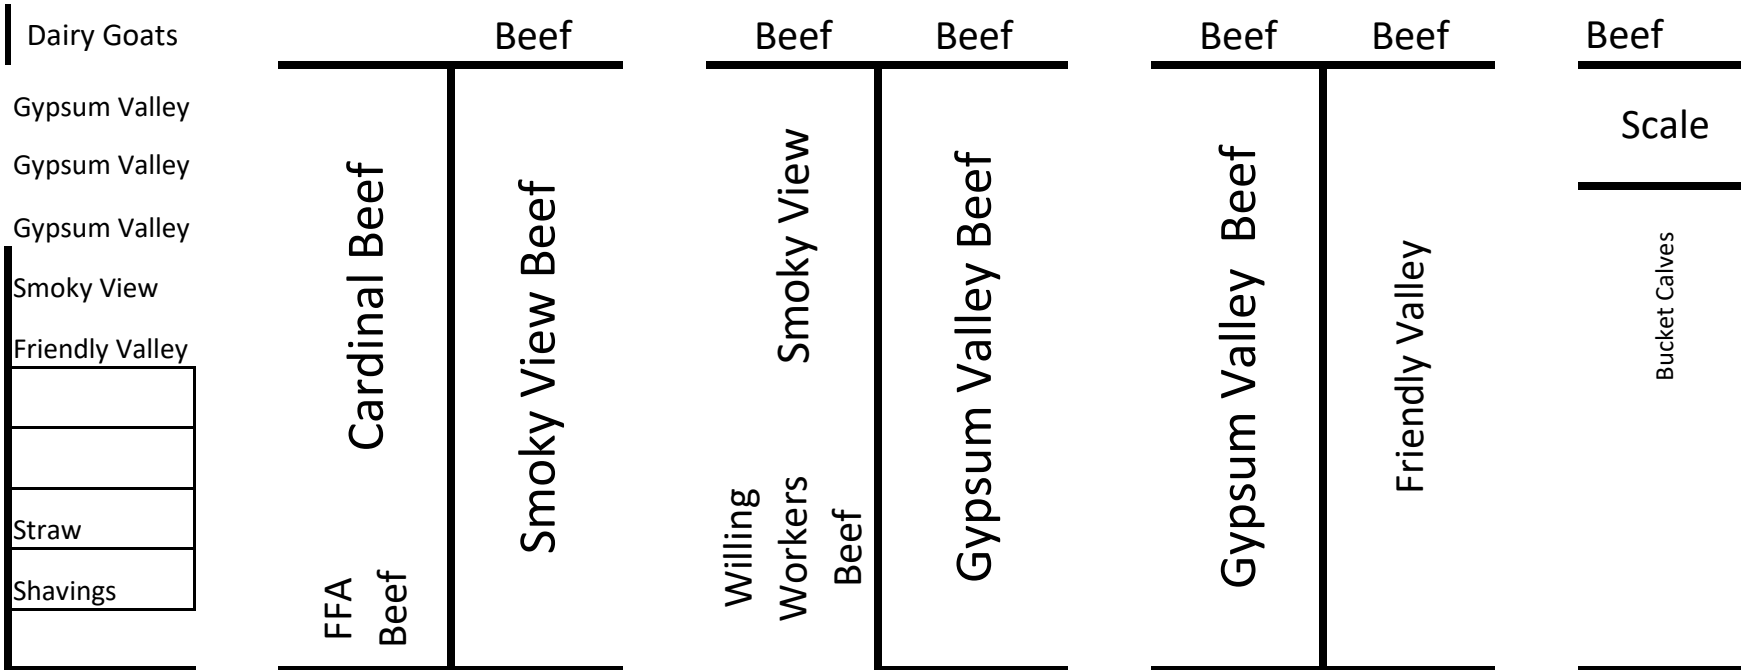 Dairy Goats
Beef
Beef
Beef
Beef
Beef
Beef
Gypsum Valley
Gypsum Valley
Gypsum Valley
Smoky View
Friendly Valley
Straw
Shavings
Cardinal Beef
FFA
Beef
Smoky View Beef
Smoky View
Willing
Workers
Beef
Gypsum Valley Beef
Gypsum Valley  Beef
Friendly Valley
Scale
Bucket Calves